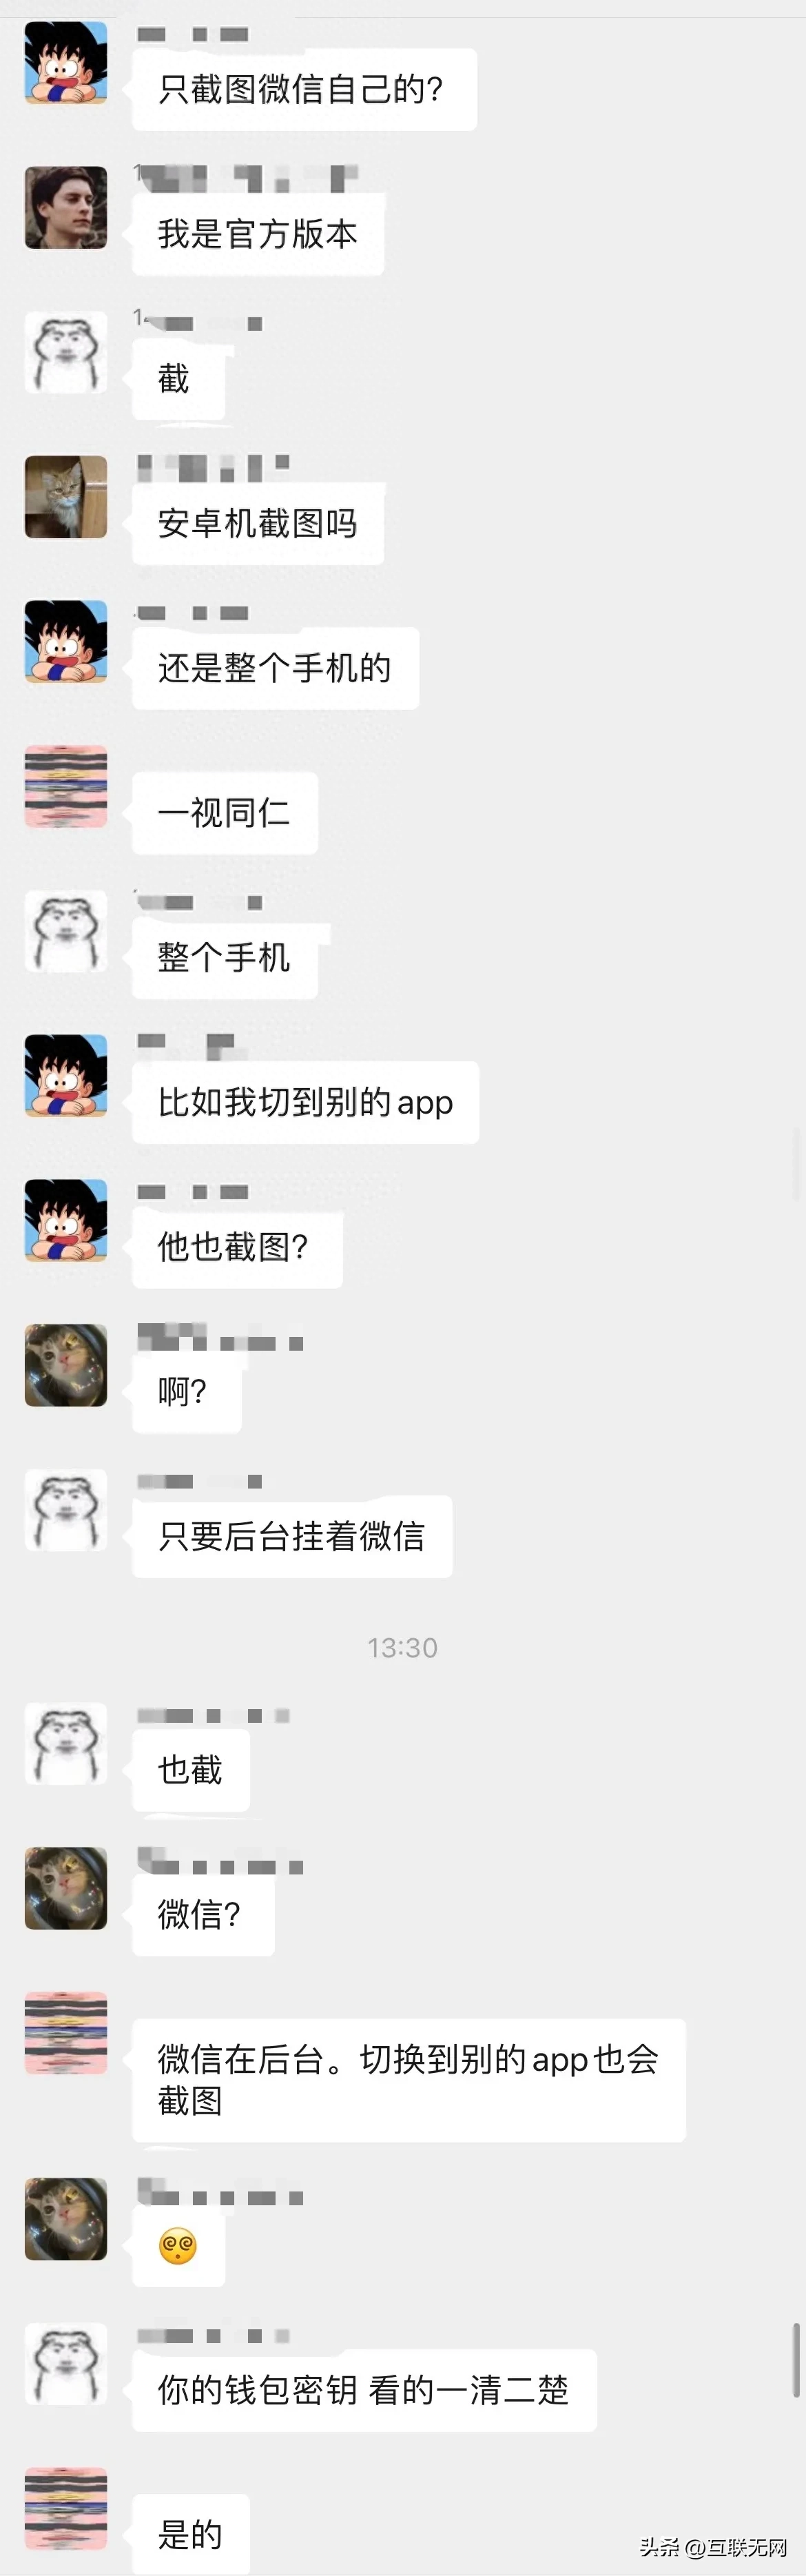 只截图微信自己的?
我是官方版本
截
安卓机截图吗
还是整个手机的
一视同仁
整个手机
比如我切到别的app
他也截图?
啊?
只要后台挂着微信
13:30
也截
微信?
微信在后台。切换到别的app也会
截图
你的钱包密钥 看的一清二楚
是的
头条 @互联无网